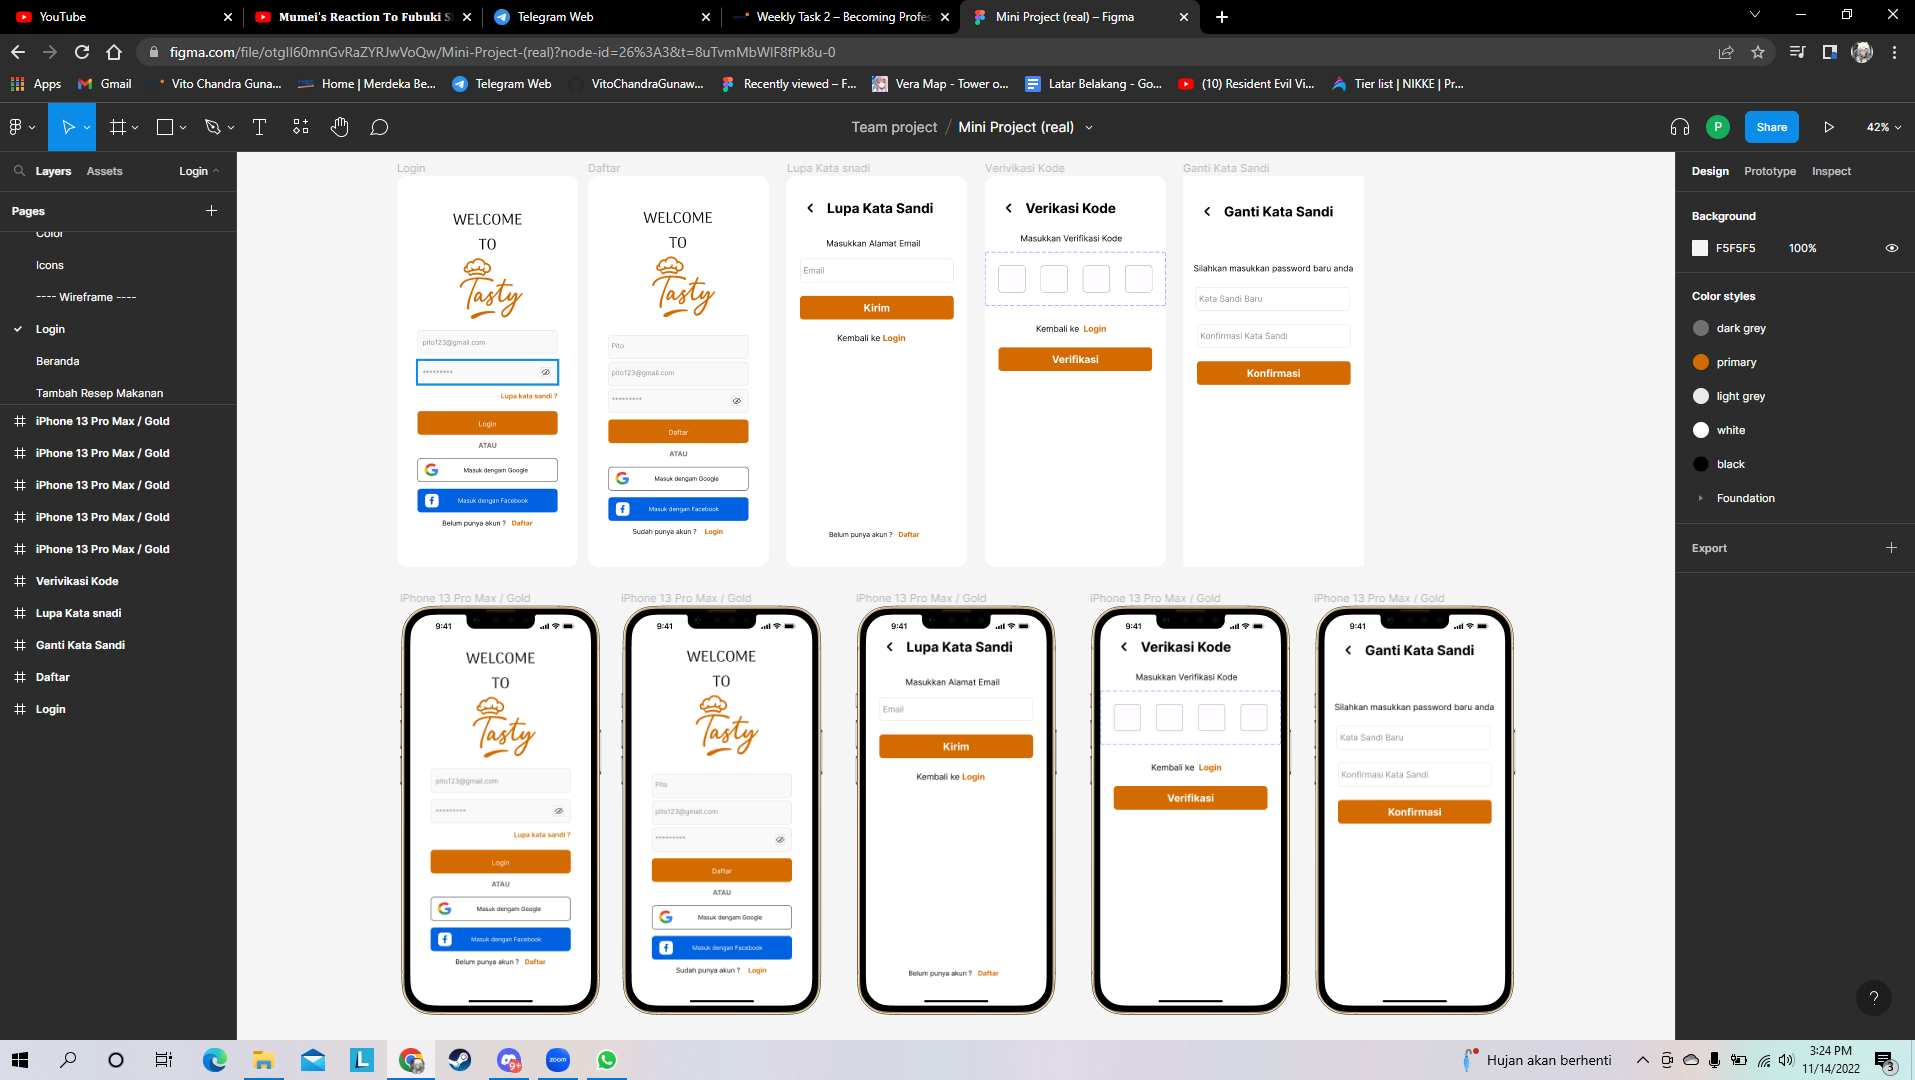 YouTube
Mumei's Reaction To Fubuki S
Telegram Web
Weekly Task 2 – Becoming Profes
Mini Project (real) – Figma
figma.com/file/otgII60mnGvRaZYRJwVoQw/Mini-Project-(real)?node-id=26%3A3&t=8uTvmMbWIF8fPk8u-0
Apps
Gmail
Vito Chandra Guna...
Home | Merdeka Be...
Telegram Web
VitoChandraGunaw...
Recently viewed – F...
Vera Map - Tower o...
Latar Belakang - Go...
(10) Resident Evil Vi...
Tier list | NIKKE | Pr...
Team project / Mini Project (real)
P
Share
42%
Layers
Assets
Login
Pages
Color
Icons
---- Wireframe ----
Login
Beranda
Tambah Resep Makanan
iPhone 13 Pro Max / Gold
iPhone 13 Pro Max / Gold
iPhone 13 Pro Max / Gold
iPhone 13 Pro Max / Gold
iPhone 13 Pro Max / Gold
Verivikasi Kode
Lupa Kata snadi
Ganti Kata Sandi
Daftar
Login
Login
WELCOME
TO
Tasty
pito123@gmail.com
*********
Lupa kata sandi ?
Login
ATAU
Masuk dengam Google
Masuk dengan Facebook
Belum punya akun ? Daftar
Daftar
WELCOME
TO
Tasty
Pito
pito123@gmail.com
*********
Daftar
ATAU
Masuk dengam Google
Masuk dengan Facebook
Sudah punya akun ? Login
Lupa Kata snadi
Lupa Kata Sandi
Masukkan Alamat Email
Email
Kirim
Kembali ke Login
Belum punya akun ? Daftar
Verivikasi Kode
Verikasi Kode
Masukkan Verifikasi Kode
Kembali ke Login
Verifikasi
Ganti Kata Sandi
Ganti Kata Sandi
Silahkan masukkan password baru anda
Kata Sandi Baru
Konfirmasi Kata Sandi
Konfirmasi
iPhone 13 Pro Max / Gold
9:41
WELCOME
TO
Tasty
pito123@gmail.com
*********
Lupa kata sandi ?
Login
ATAU
Masuk dengam Google
Masuk dengan Facebook
Belum punya akun ? Daftar
iPhone 13 Pro Max / Gold
9:41
WELCOME
TO
Tasty
Pito
pito123@gmail.com
*********
Daftar
ATAU
Masuk dengam Google
Masuk dengan Facebook
Sudah punya akun ? Login
iPhone 13 Pro Max / Gold
9:41
Lupa Kata Sandi
Masukkan Alamat Email
Email
Kirim
Kembali ke Login
Belum punya akun ? Daftar
iPhone 13 Pro Max / Gold
9:41
Verikasi Kode
Masukkan Verifikasi Kode
Kembali ke Login
Verifikasi
iPhone 13 Pro Max / Gold
9:41
Ganti Kata Sandi
Silahkan masukkan password baru anda
Kata Sandi Baru
Konfirmasi Kata Sandi
Konfirmasi
Design
Prototype
Inspect
Background
F5F5F5
100%
Color styles
dark grey
primary
light grey
white
black
Foundation
Export
?
L
9+
zoom
Hujan akan berhenti
3:24 PM
11/14/2022
3